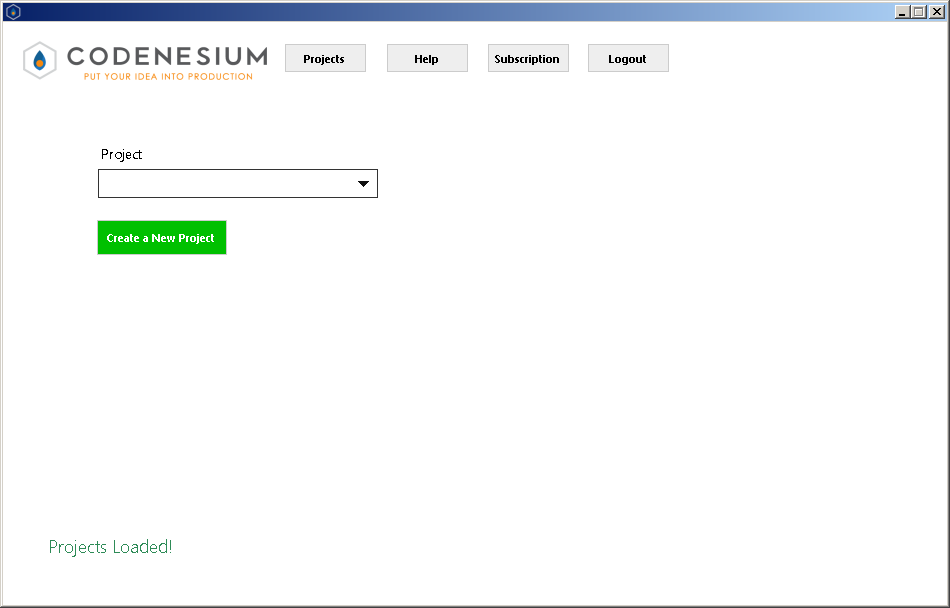 CODENESIUM
PUT YOUR IDEA INTO PRODUCTION
Projects
Help
Subscription
Logout
Project
Create a New Project
Projects Loaded!